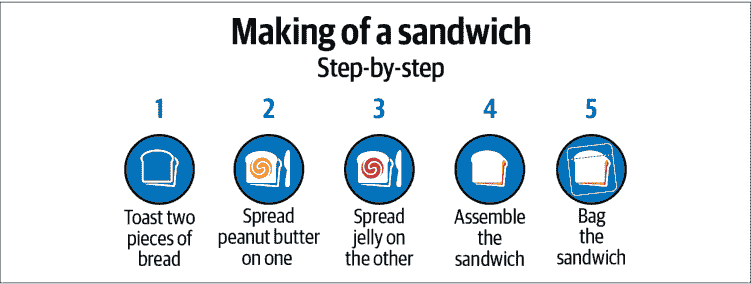 Making of a sandwich
Step-by-step
1
Toast two
pieces of
bread
2
Spread
peanut butter
on one
3
Spread
jelly on
the other
4
Assemble
the
sandwich
5
Bag
the
sandwich